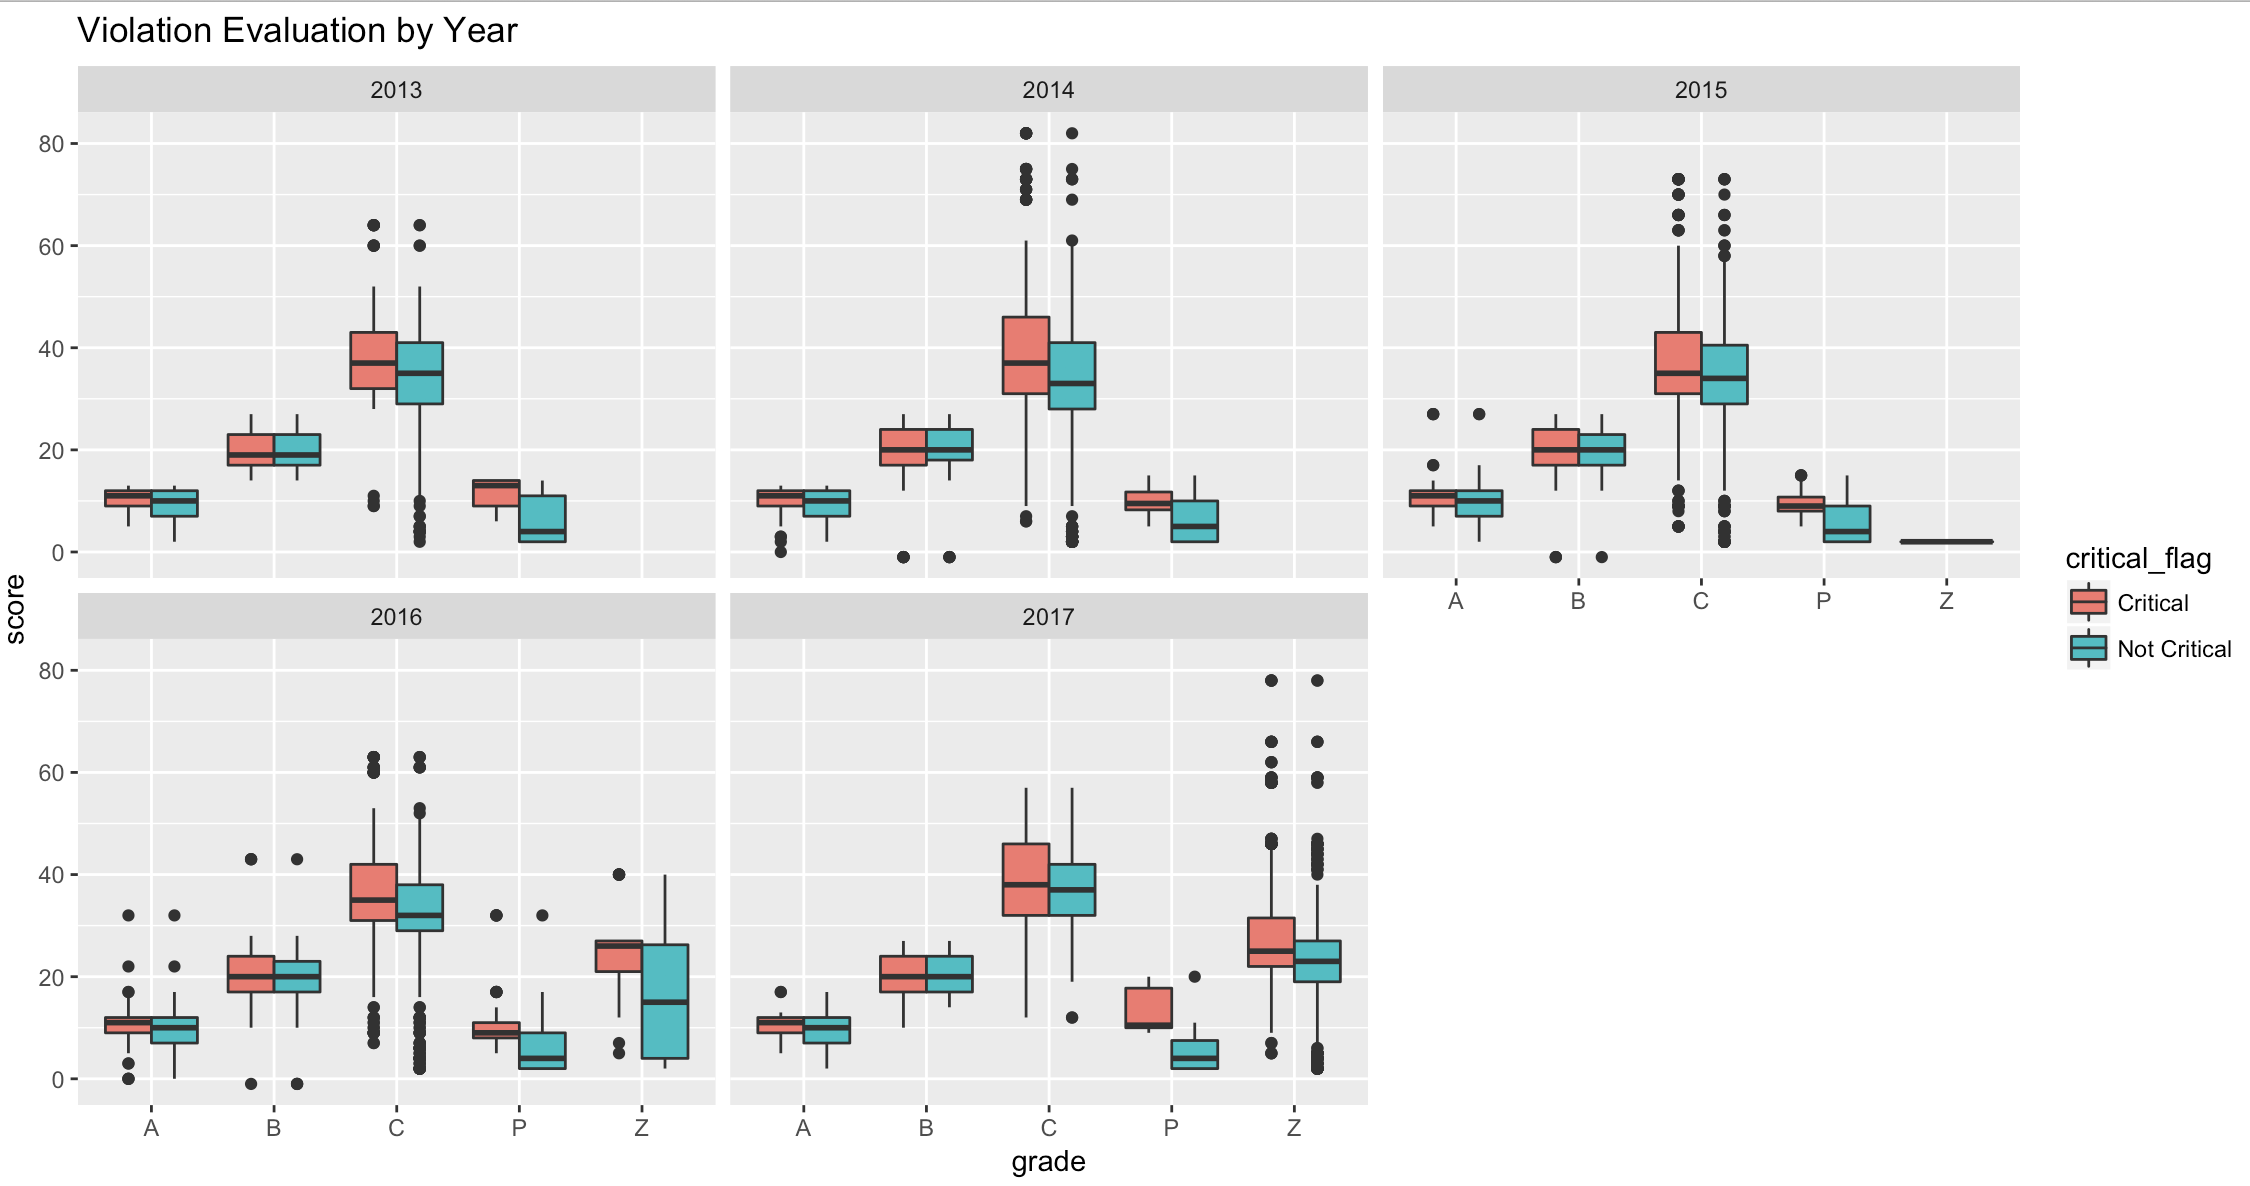 Violation Evaluation by Year
2013 2014 2015
80
60
40
20
0
A B C P Z
score
critical_flag
Critical
Not Critical
2016 2017
80
60
40
20
0
A B C P Z A B C P Z
grade